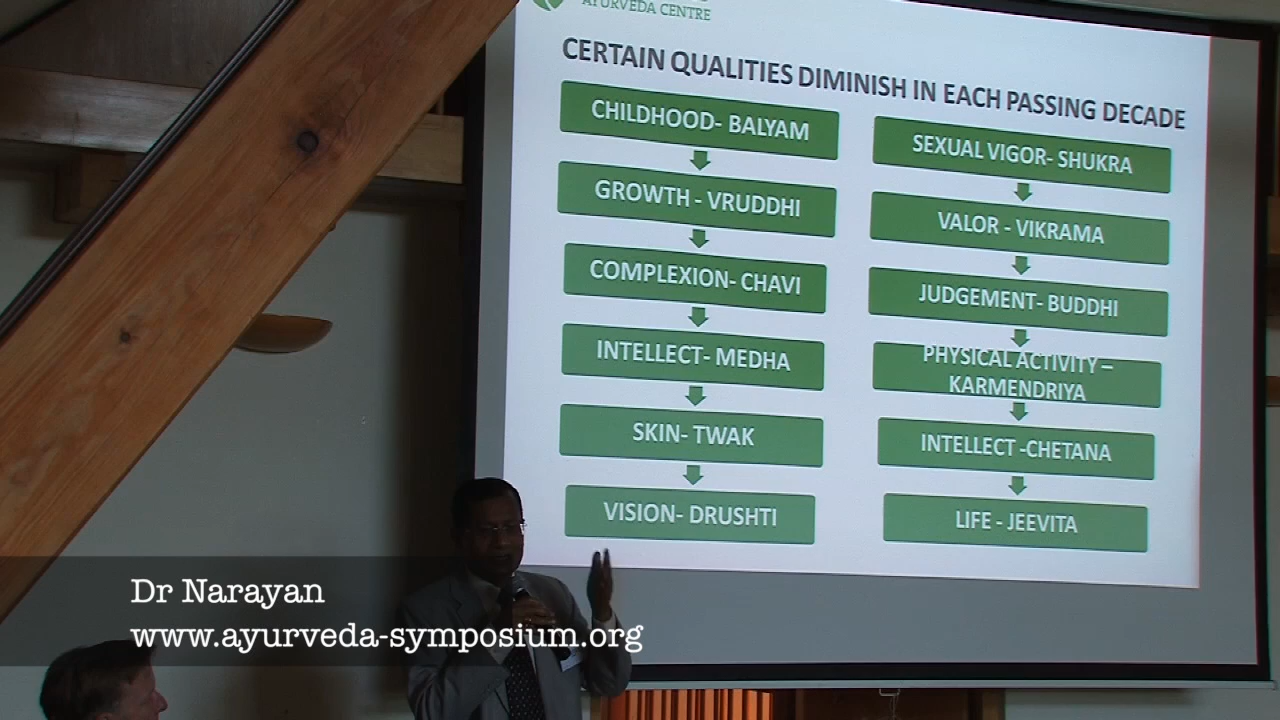 AYURVEDA CENTRE
CERTAIN QUALITIES DIMINISH IN EACH PASSING DECADE
CHILDHOOD- BALYAM
GROWTH - VRUDDHI
COMPLEXION- CHAVI
INTELLECT- MEDHA
SKIN- TWAK
VISION- DRUSHTI
SEXUAL VIGOR- SHUKRA
VALOR - VIKRAMA
JUDGEMENT- BUDDHI
PHYSICAL ACTIVITY –
KARMENDRIYA
INTELLECT -CHETANA
LIFE - JEEVITA
Dr Narayan
www.ayurveda-symposium.org